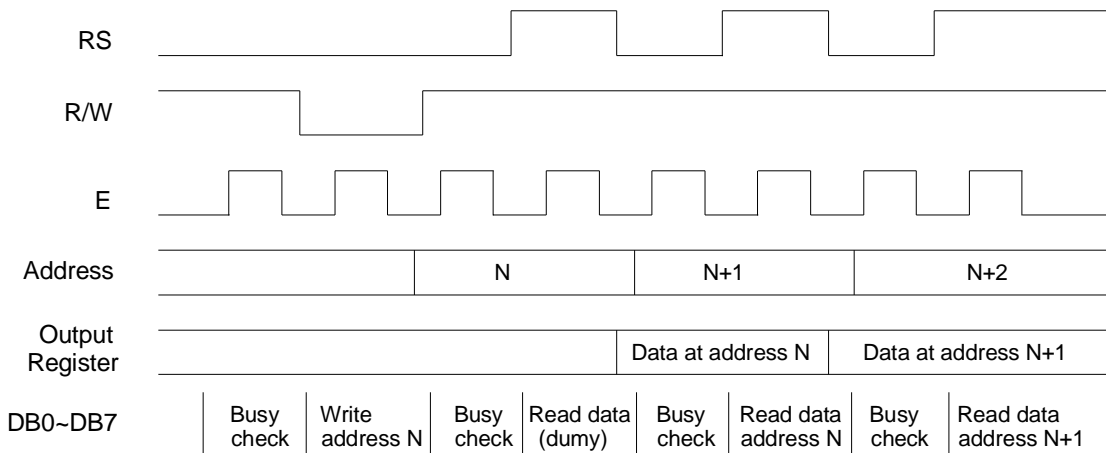 RS
R/W
E
Address
N
N+1
N+2
Output
Register
Data at address N
Data at address N+1
DB0~DB7
Busy
check
Write
address N
Busy
check
Read data
(dumy)
Busy
check
Read data
address N
Busy
check
Read data
address N+1